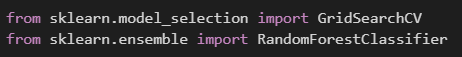 from sklearn.model_selection import GridSearchCV
from sklearn.ensemble import RandomForestClassifier